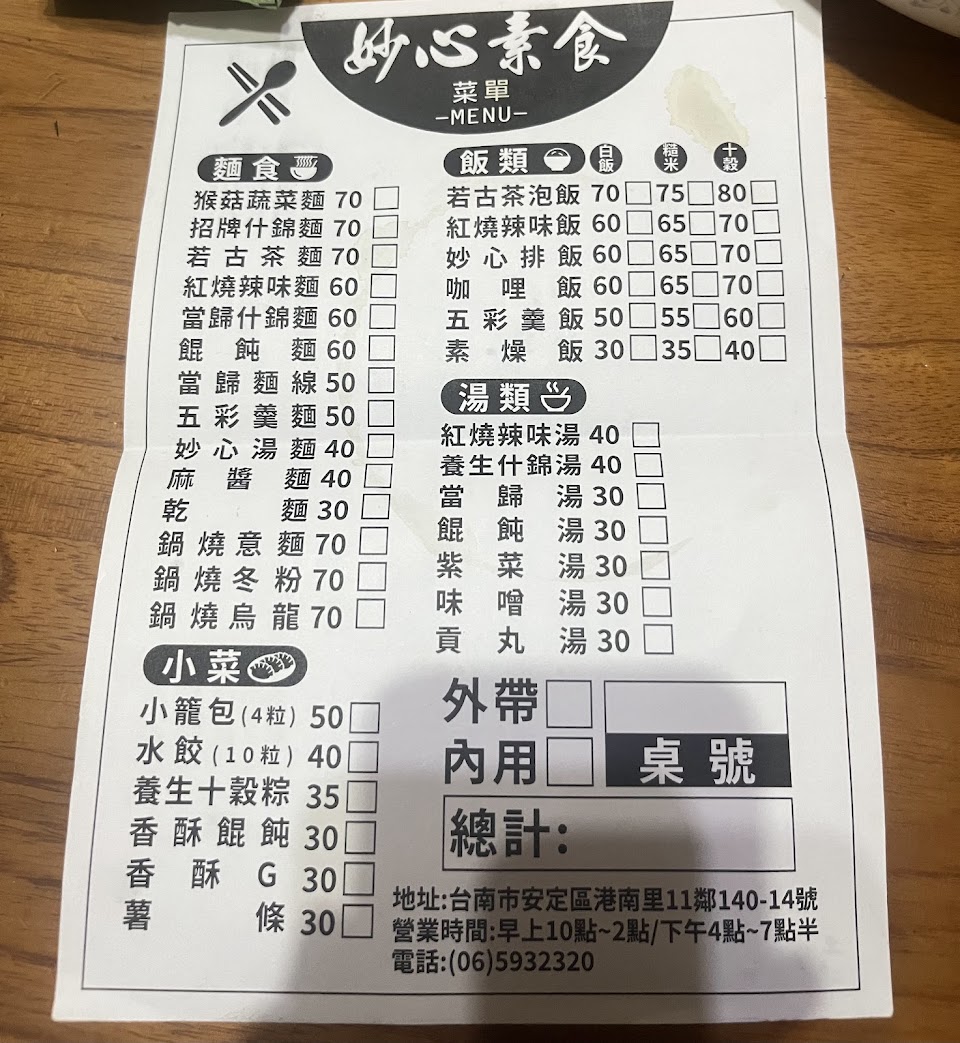 妙心素食
菜單
–MENU–
麵食
猴菇蔬菜麵 70
招牌什錦麵 70
若古茶麵 70
紅燒辣味麵 60
當歸什錦麵 60
餛飩麵 60
當歸麵線 50
五彩羹麵 50
妙心湯麵 40
麻醬麵 40
乾麵 30
鍋燒意麵 70
鍋燒冬粉 70
鍋燒烏龍 70
小菜
小籠包(4粒) 50
水餃(10粒) 40
養生十穀粽 35
香酥餛飩 30
香酥G 30
薯條 30
飯類 白飯 糙米 十穀
若古茶泡飯 70 75 80
紅燒辣味飯 60 65 70
妙心排飯 60 65 70
咖哩飯 60 65 70
五彩羹飯 50 55 60
素燥飯 30 35 40
湯類
紅燒辣味湯 40
養生什錦湯 40
當歸湯 30
餛飩湯 30
紫菜湯 30
味噌湯 30
貢丸湯 30
外帶
內用
桌號
總計:
地址:台南市安定區港南里11鄰140-14號
營業時間:早上10點~2點/下午4點~7點半
電話:(06)5932320